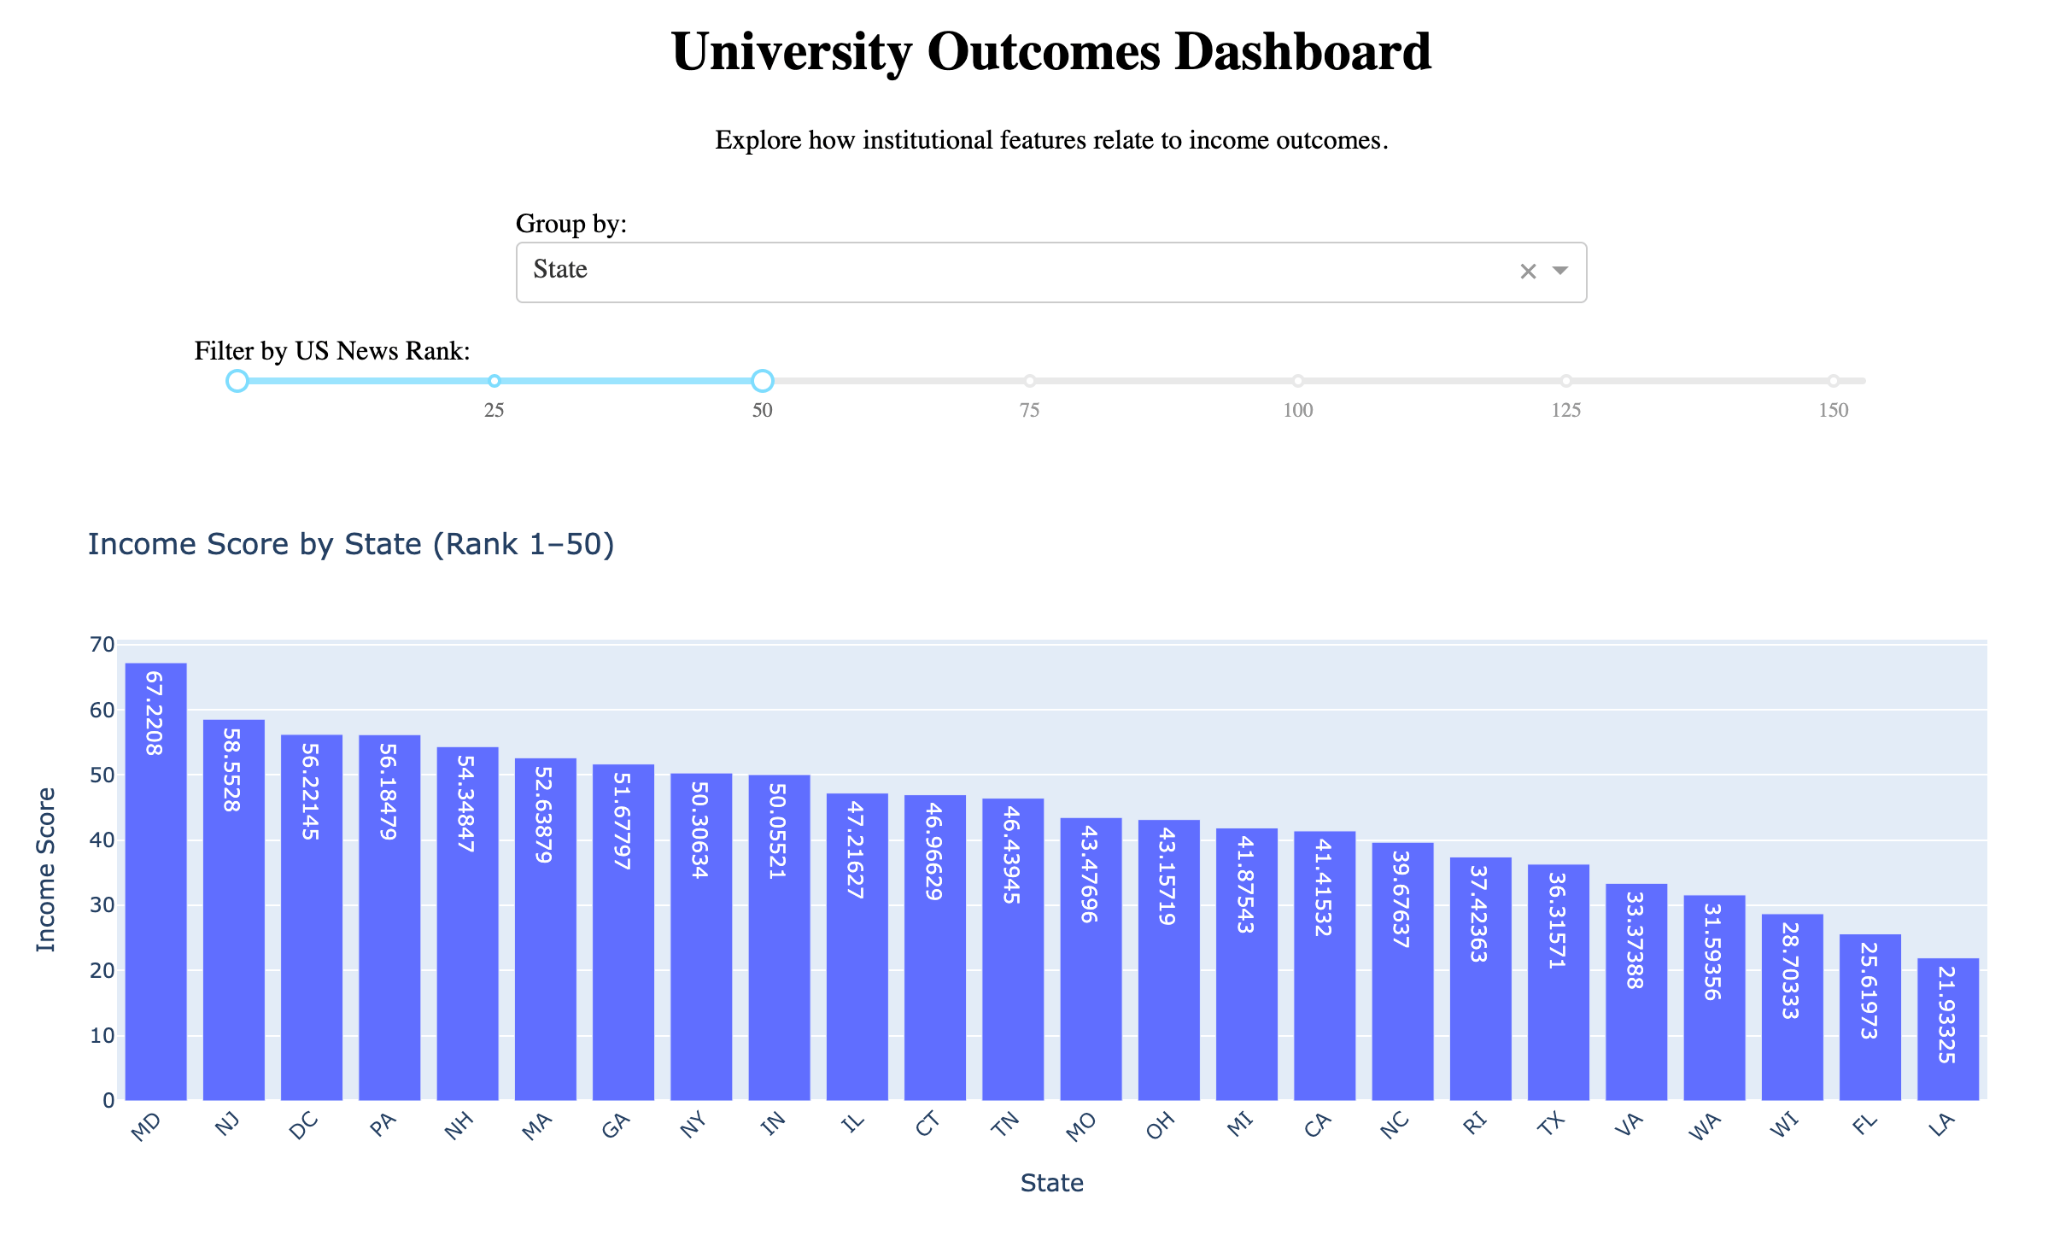 University Outcomes Dashboard
Explore how institutional features relate to income outcomes.
Group by:
State
Filter by US News Rank:
25 50 75 100 125 150
Income Score by State (Rank 1–50)
70
60
50
40
30
20
10
0
Income Score
67.2208 58.5528 56.22145 56.18479 54.34847 52.63879 51.67797 50.30634 50.05521 47.21627 46.96629 46.43945 43.47696 43.15719 41.87543 41.41532 39.67637 37.42363 36.31571 33.37388 31.59356 28.70333 25.61973 21.93325
MD NJ DC PA NH MA GA NY IN IL CT TN MO OH MI CA NC RI TX VA WA WI FL LA
State